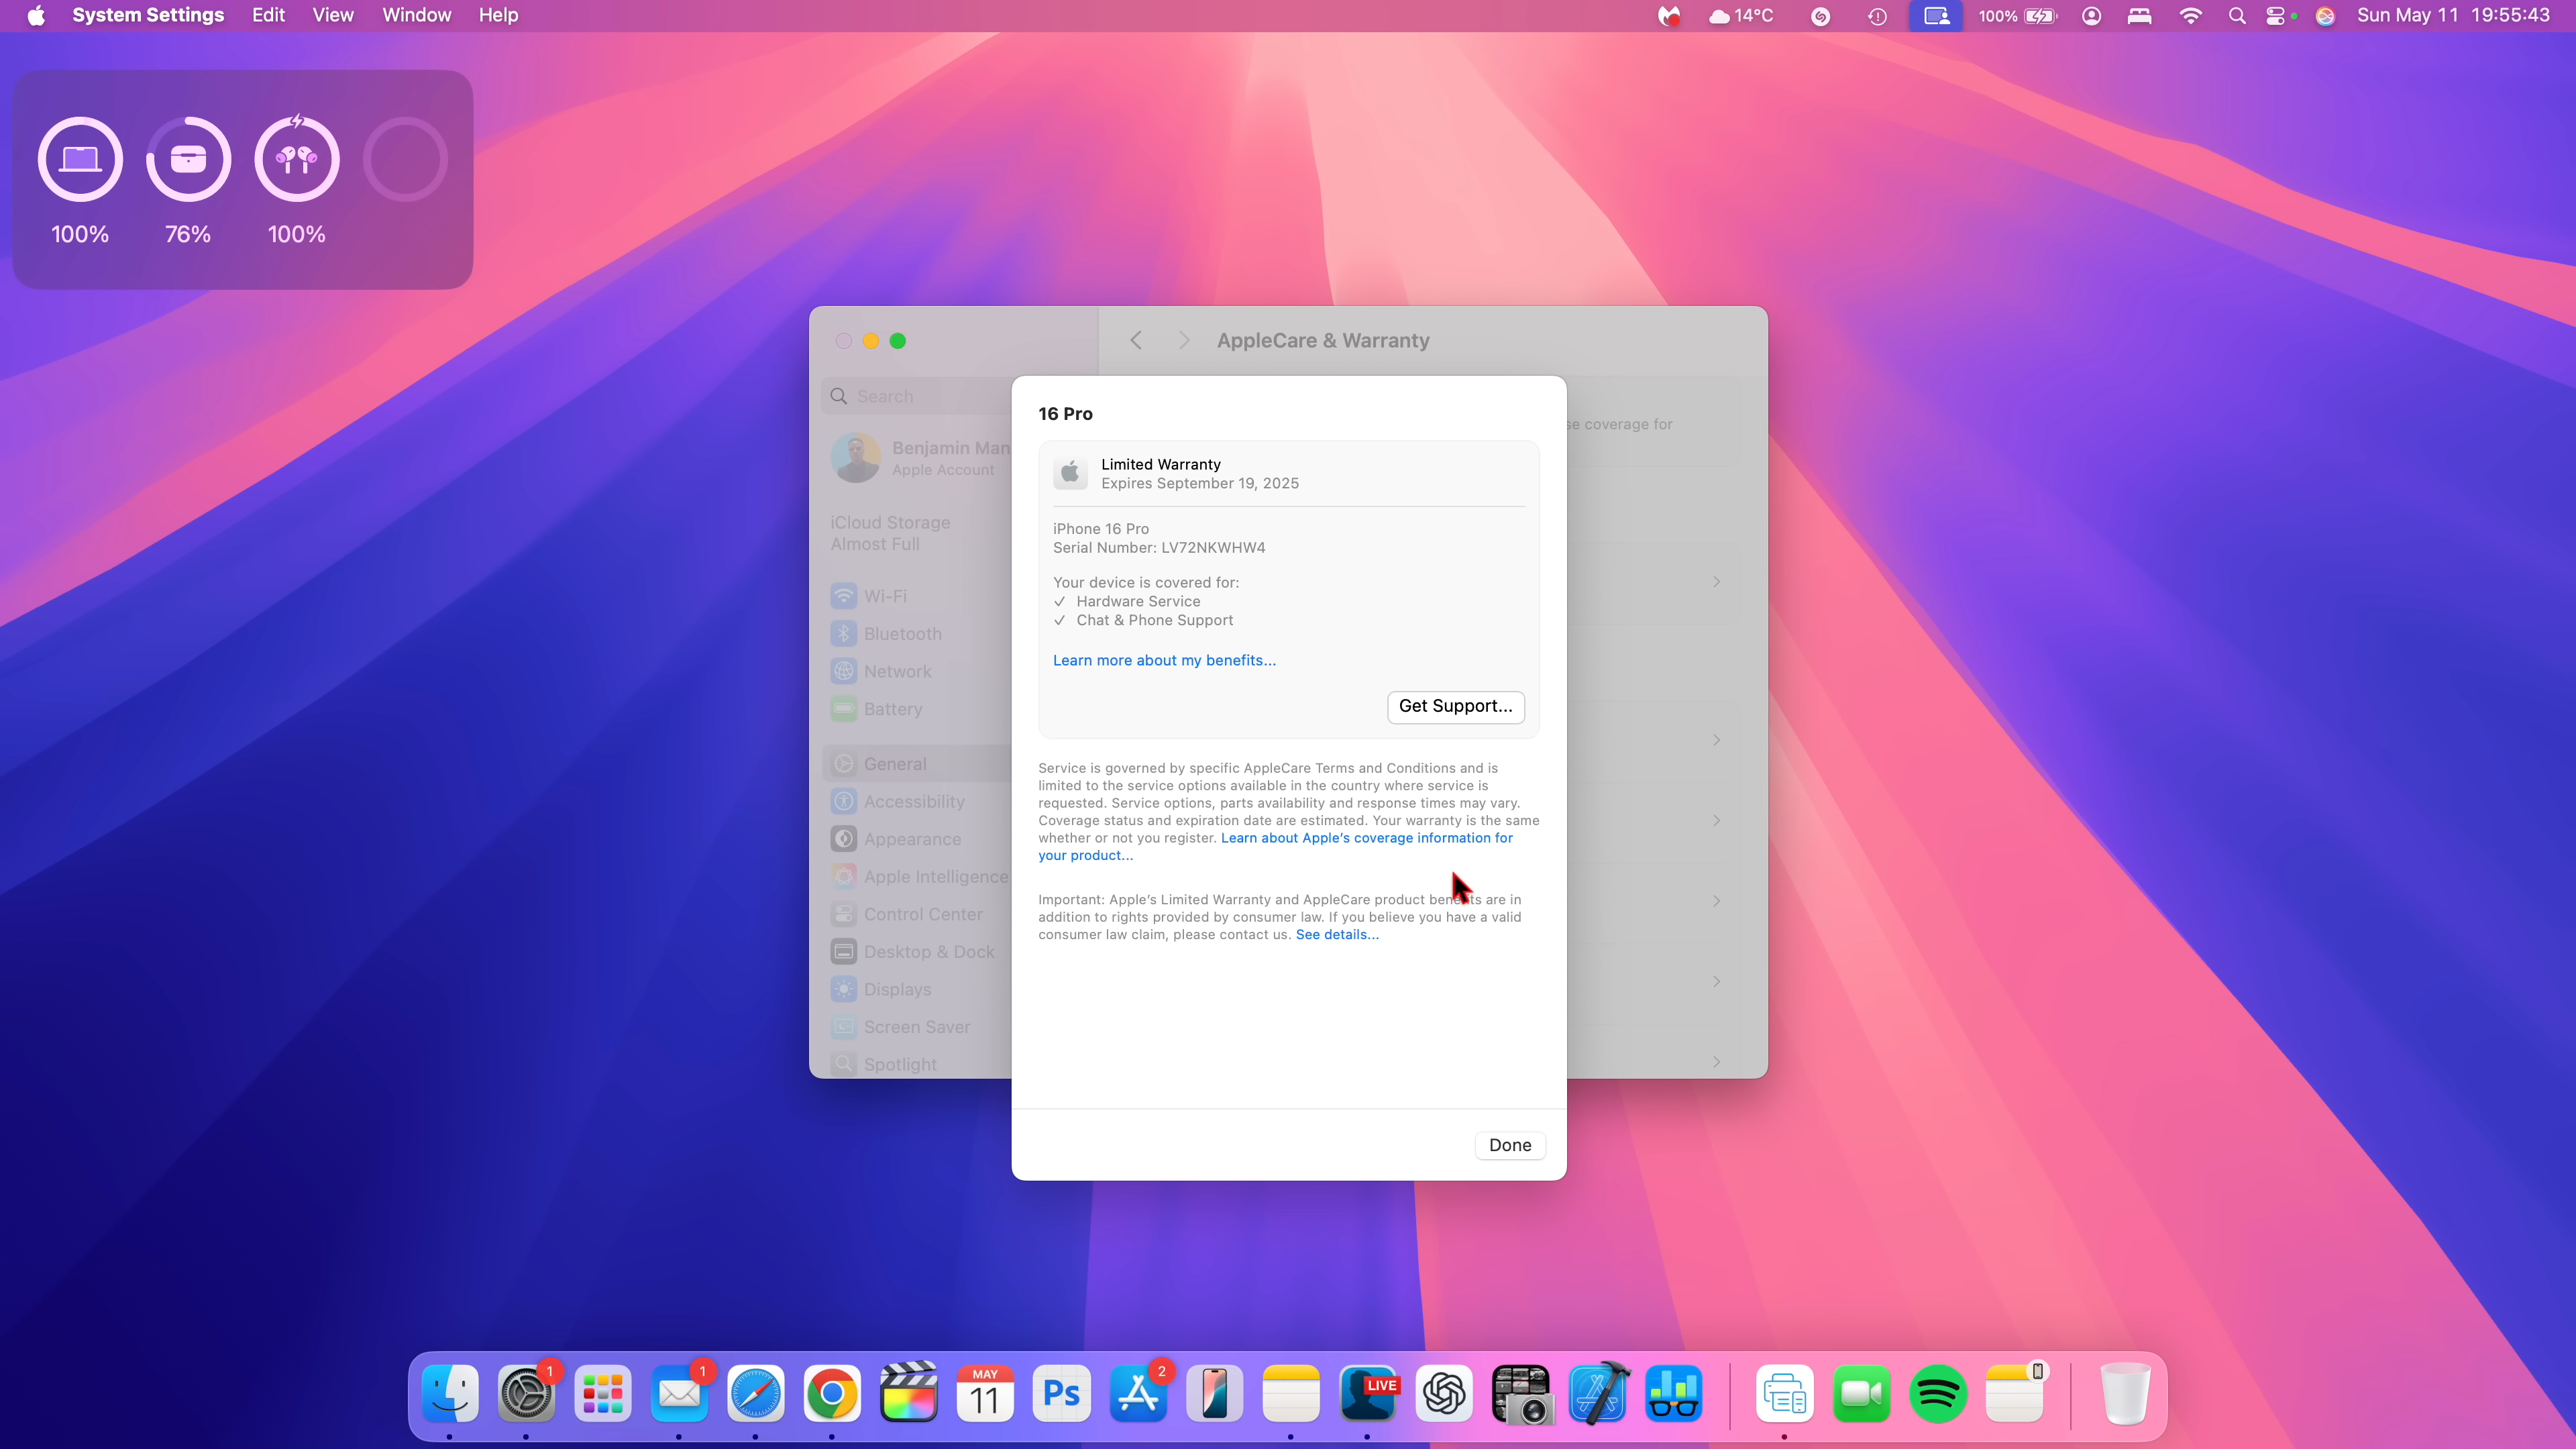 System Settings Edit View Window Help
14°C 100% Sun May 11 19:55:43
100% 76% 100%
AppleCare & Warranty
Search
Benjamin Man
Apple Account
iCloud Storage
Almost Full
Wi-Fi
Bluetooth
Network
Battery
General
Accessibility
Appearance
Apple Intelligence
Control Center
Desktop & Dock
Displays
Screen Saver
Spotlight
se coverage for
16 Pro
Limited Warranty
Expires September 19, 2025
iPhone 16 Pro
Serial Number: LV72NKWHW4
Your device is covered for:
✓ Hardware Service
✓ Chat & Phone Support
Learn more about my benefits...
Get Support...
Service is governed by specific AppleCare Terms and Conditions and is
limited to the service options available in the country where service is
requested. Service options, parts availability and response times may vary.
Coverage status and expiration date are estimated. Your warranty is the same
whether or not you register. Learn about Apple's coverage information for
your product...
Important: Apple's Limited Warranty and AppleCare product benefits are in
addition to rights provided by consumer law. If you believe you have a valid
consumer law claim, please contact us. See details...
Done
1 1 MAY 11 Ps 2 LIVE